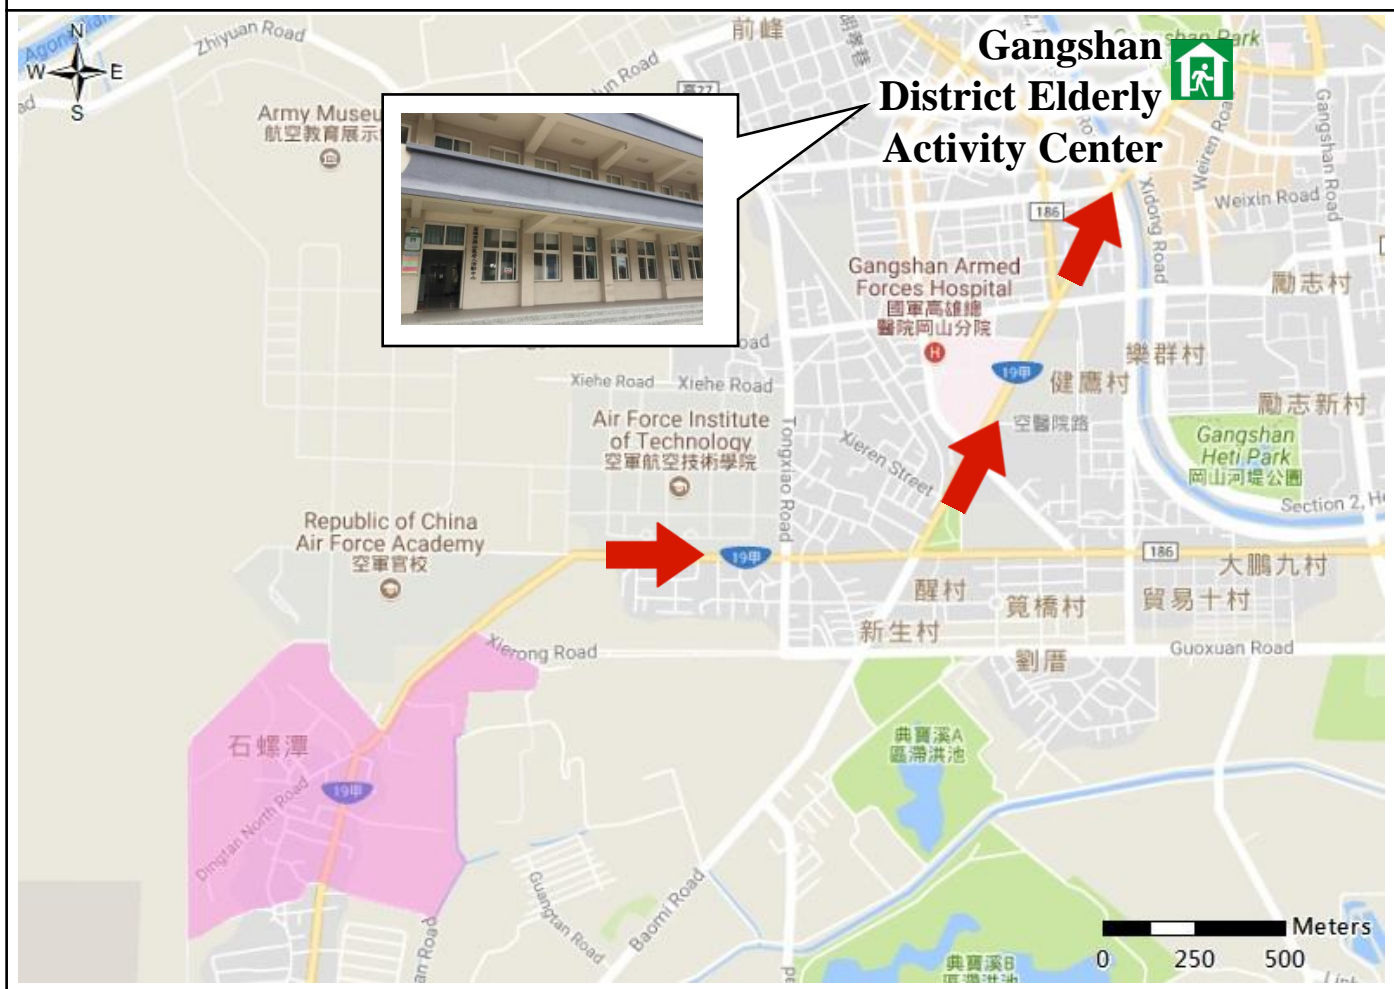 N
W
E
S
Zhiyuan Road
Army Museu
航空教育展示
前峰
Gangshan
District Elderly
Activity Center
186
Weiren Road
Weixin Road
Gangshan Road
Xidong Road
Gangshan Armed
Forces Hospital
國軍高雄總
醫院岡山分院
H
19甲
勵志村
樂群村
健鷹村
勵志新村
空醫院路
Gangshan
Heti Park
岡山河堤公園
Section 2, H
Xiehe Road
Xiehe Road
Air Force Institute
of Technology
空軍航空技術學院
Tongxiao Road
Xieren Street
Republic of China
Air Force Academy
空軍官校
19甲
186
大鵬九村
醒村
筧橋村
貿易十村
新生村
Xierong Road
劉厝
Guoxuan Road
石螺潭
典寶溪A
區滯洪池
19甲
Dingtan North Road
Guangtan Road
Baomi Road
典寶溪B
Meters
0
250
500